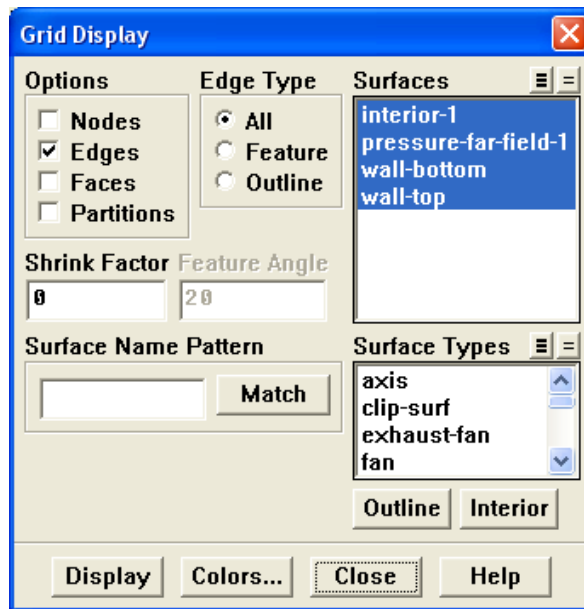 Grid Display
Options
Nodes
Edges
Faces
Partitions
Edge Type
All
Feature
Outline
Surfaces
interior-1
pressure-far-field-1
wall-bottom
wall-top
Shrink Factor
0
Feature Angle
20
Surface Name Pattern
Match
Surface Types
axis
clip-surf
exhaust-fan
fan
Outline
Interior
Display
Colors...
Close
Help